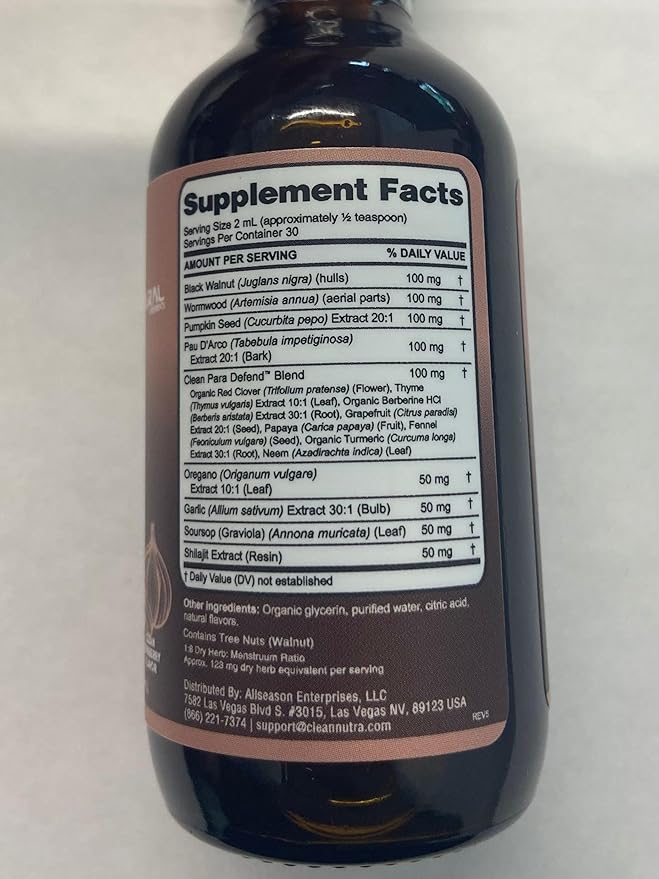 Supplement Facts
Serving Size 2 mL (approximately ½ teaspoon)
Servings Per Container 30
AMOUNT PER SERVING % DAILY VALUE
Black Walnut (Juglans nigra) (hulls) 100 mg †
Wormwood (Artemisia annua) (aerial parts) 100 mg †
Pumpkin Seed (Cucurbita pepo) Extract 20:1 100 mg †
Pau D'Arco (Tabebula impetiginosa)
Extract 20:1 (Bark) 100 mg †
Clean Para Defend™ Blend 100 mg †
Organic Red Clover (Trifolium pratense) (Flower), Thyme
(Thymus vulgaris) Extract 10:1 (Leaf), Organic Berberine HCl
(Berberis aristata) Extract 30:1 (Root), Grapefruit (Citrus paradisi)
Extract 20:1 (Seed), Papaya (Carica papaya) (Fruit), Fennel
(Feoniculum vulgare) (Seed), Organic Turmeric (Curcuma longa)
Extract 30:1 (Root), Neem (Azadirachta indica) (Leaf)
Oregano (Origanum vulgare)
Extract 10:1 (Leaf) 50 mg †
Garlic (Allium sativum) Extract 30:1 (Bulb) 50 mg †
Soursop (Graviola) (Annona muricata) (Leaf) 50 mg †
Shilajit Extract (Resin) 50 mg †
† Daily Value (DV) not established
Other Ingredients: Organic glycerin, purified water, citric acid,
natural flavors.
Contains Tree Nuts (Walnut)
1:8 Dry Herb: Menstruum Ratio
Approx. 123 mg dry herb equivalent per serving
Distributed By: Allseason Enterprises, LLC
7582 Las Vegas Blvd S. #3015, Las Vegas NV, 89123 USA
(866) 221-7374 | support@cleannutra.com
REV5